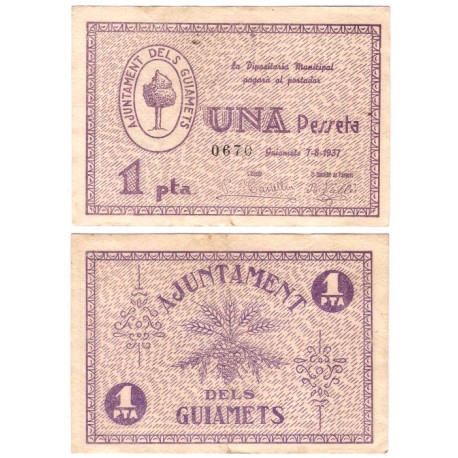 AJUNTAMENT DELS GUIAMETS
La Dipositaria Municipal
pagarà al portador
UNA Pesseta
0670 Guiamets 7-8-1937
1 pta
AJUNTAMENT
1 PTA
DELS
GUIAMETS
1 PTA